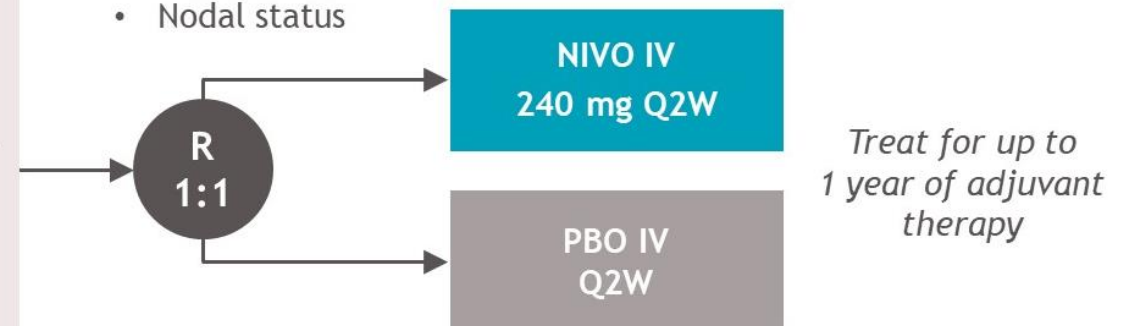 • Nodal status
NIVO IV
240 mg Q2W
R
1:1
Treat for up to
1 year of adjuvant
therapy
PBO IV
Q2W